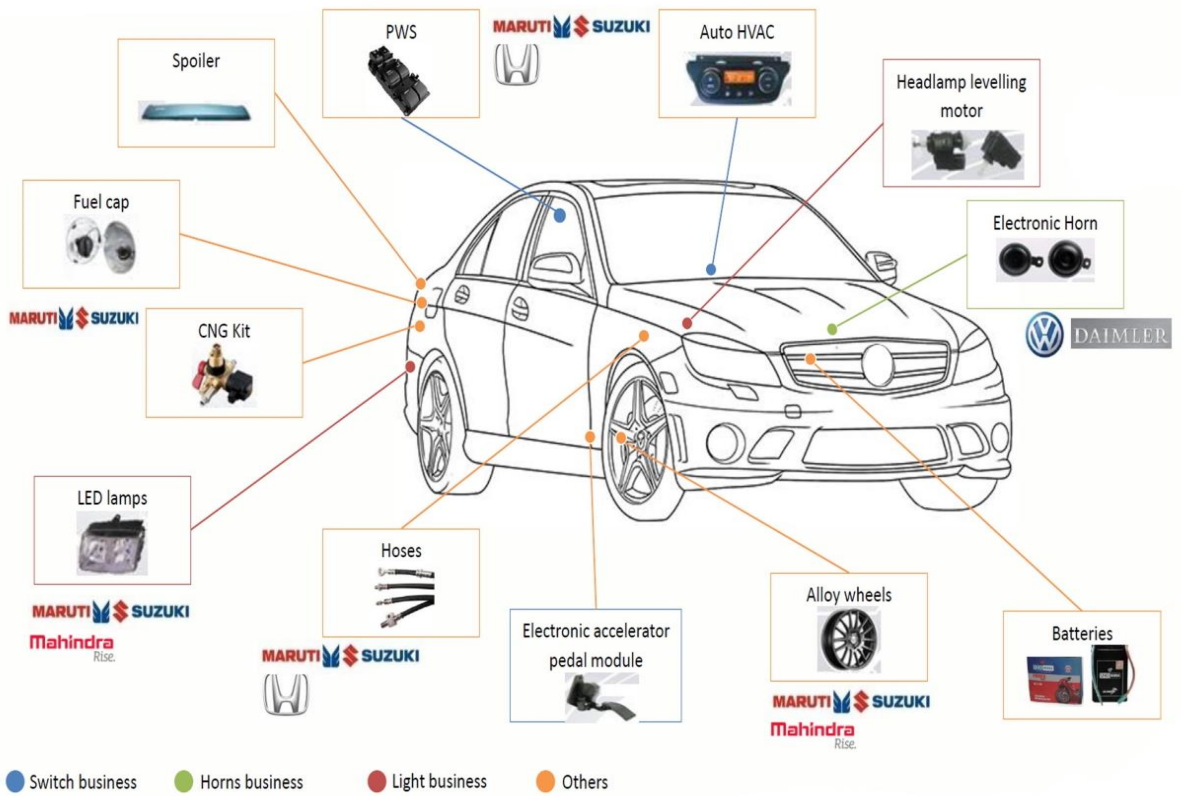 PWS
MARUTI SUZUKI
Auto HVAC
Spoiler
Headlamp levelling
motor
Fuel cap
Electronic Horn
MARUTI SUZUKI
CNG Kit
DAIMLER
LED lamps
Hoses
Alloy wheels
MARUTI SUZUKI
Mahindra
Rise.
Electronic accelerator
pedal module
Batteries
MARUTI SUZUKI
MARUTI SUZUKI
Mahindra
Rise.
Switch business
Horns business
Light business
Others